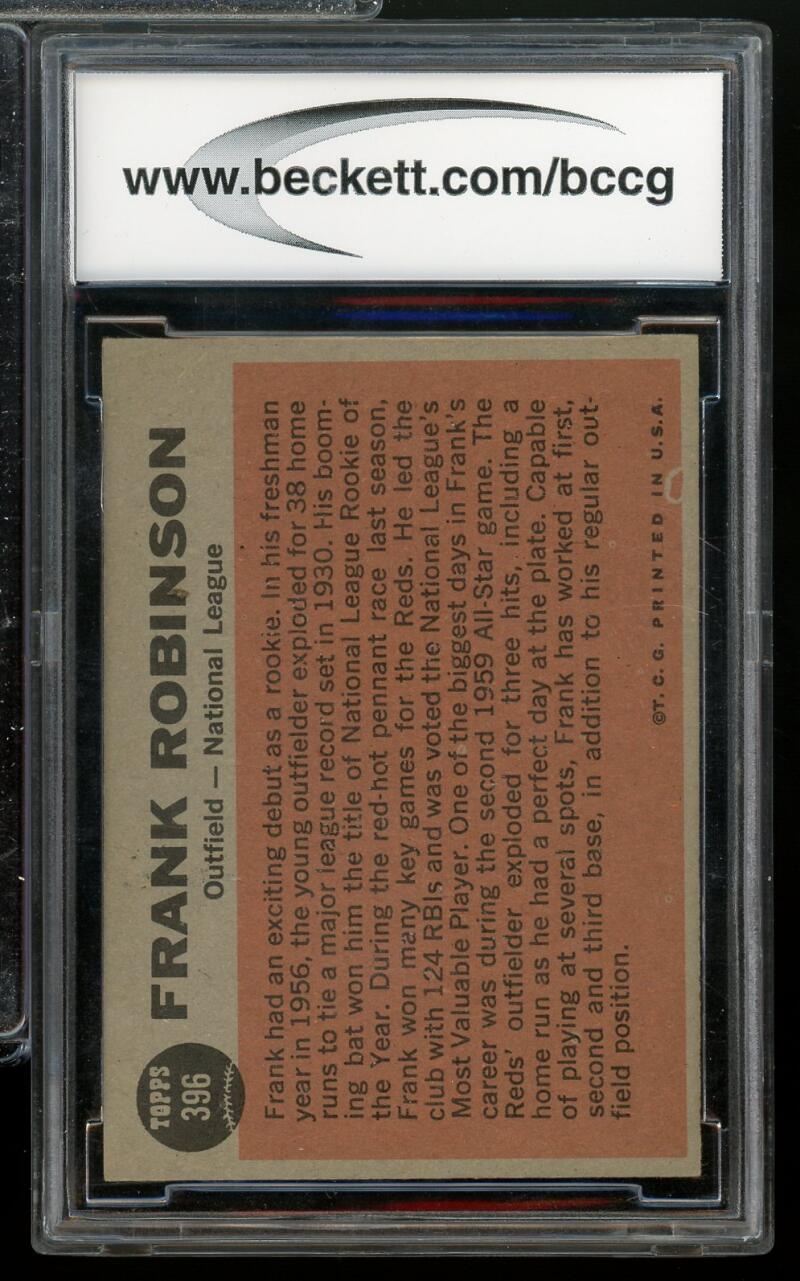 www.beckett.com/bccg
TOPPS
396
FRANK ROBINSON
Outfield — National League
Frank had an exciting debut as a rookie. In his freshman
year in 1956, the young outfielder exploded for 38 home
runs to tie a major league record set in 1930. His boom-
ing bat won him the title of National League Rookie of
the Year. During the red-hot pennant race last season,
Frank won many key games for the Reds. He led the
club with 124 RBIs and was voted the National League's
Most Valuable Player. One of the biggest days in Frank's
career was during the second 1959 All-Star game. The
Reds' outfielder exploded for three hits, including a
home run as he had a perfect day at the plate. Capable
of playing at several spots, Frank has worked at first,
second and third base, in addition to his regular out-
field position.
©T. C. G. PRINTED IN U.S.A.